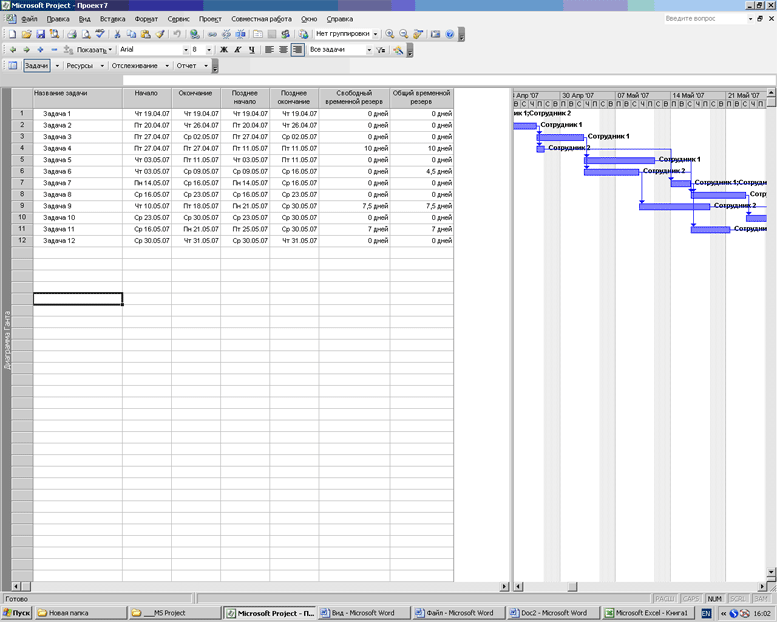 Microsoft Project - Проект7
Файл Правка Вид Вставка Формат Сервис Проект Совместная работа Окно Справка Введите вопрос
Нет группировки
Показать Arial 8 Ж К Ч Все задачи
Задачи Ресурсы Отслеживание Отчет
Название задачи Начало Окончание Позднее начало Позднее окончание Свободный временной резерв Общий временной резерв
1 Задача 1 Чт 19.04.07 Чт 19.04.07 Чт 19.04.07 Чт 19.04.07 0 дней 0 дней
2 Задача 2 Пт 20.04.07 Чт 26.04.07 Пт 20.04.07 Чт 26.04.07 0 дней 0 дней
3 Задача 3 Пт 27.04.07 Ср 02.05.07 Пт 27.04.07 Ср 02.05.07 0 дней 0 дней
4 Задача 4 Пт 27.04.07 Пт 27.04.07 Пт 11.05.07 Пт 11.05.07 10 дней 10 дней
5 Задача 5 Чт 03.05.07 Пт 11.05.07 Чт 03.05.07 Пт 11.05.07 0 дней 0 дней
6 Задача 6 Чт 03.05.07 Ср 09.05.07 Ср 09.05.07 Ср 16.05.07 0 дней 4,5 дней
7 Задача 7 Пн 14.05.07 Ср 16.05.07 Пн 14.05.07 Ср 16.05.07 0 дней 0 дней
8 Задача 8 Ср 16.05.07 Ср 23.05.07 Ср 16.05.07 Ср 23.05.07 0 дней 0 дней
9 Задача 9 Чт 10.05.07 Пт 18.05.07 Пн 21.05.07 Ср 30.05.07 7,5 дней 7,5 дней
10 Задача 10 Ср 23.05.07 Ср 30.05.07 Ср 23.05.07 Ср 30.05.07 0 дней 0 дней
11 Задача 11 Ср 16.05.07 Пн 21.05.07 Пт 25.05.07 Ср 30.05.07 7 дней 7 дней
12 Задача 12 Ср 30.05.07 Чт 31.05.07 Ср 30.05.07 Чт 31.05.07 0 дней 0 дней
Апр '07 30 Апр '07 07 Май '07 14 Май '07 21 Май '07
В С Ч П С В П В С Ч П С В П В С Ч П С В П В С Ч П С В П В С Ч П С
ик 1;Сотрудник 2
Сотрудник 1
Сотрудник 1
Сотрудник 2
Сотрудник 1
Сотрудник 2
Сотрудник 1;Сотрудн
Сотр
Сотрудник 2
Сотрудн
Диаграмма Ганта
Готово РАСШ CAPS NUM SCRL ЗАМ
Пуск Новая папка ___MS Project Microsoft Project - П... Вид - Microsoft Word Файл - Microsoft Word Doc2 - Microsoft Word Microsoft Excel - Книга1 EN 16:02